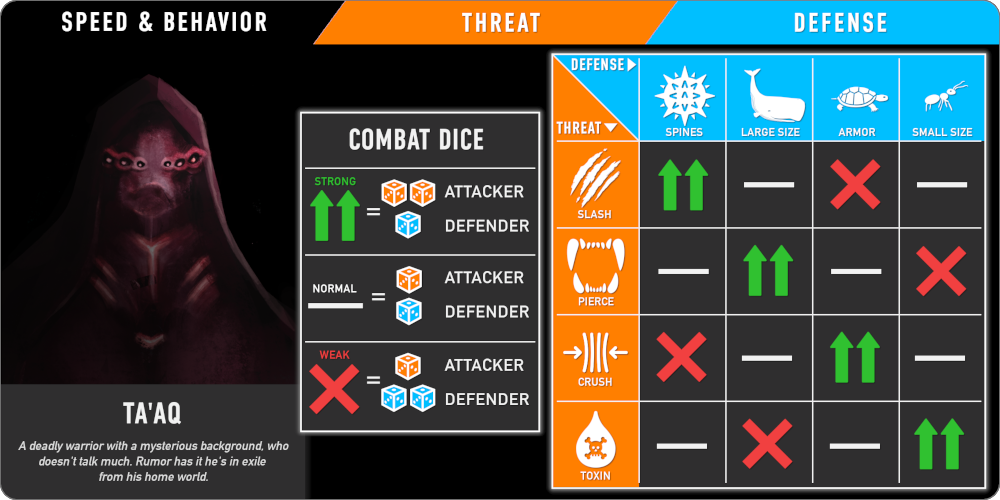 SPEED & BEHAVIOR
THREAT
DEFENSE
TA'AQ
A deadly warrior with a mysterious background, who
doesn't talk much. Rumor has it he's in exile
from his home world.
COMBAT DICE
STRONG
= ATTACKER
DEFENDER
NORMAL
= ATTACKER
DEFENDER
WEAK
= ATTACKER
DEFENDER
DEFENSE
THREAT
SPINES
LARGE SIZE
ARMOR
SMALL SIZE
SLASH
PIERCE
CRUSH
TOXIN